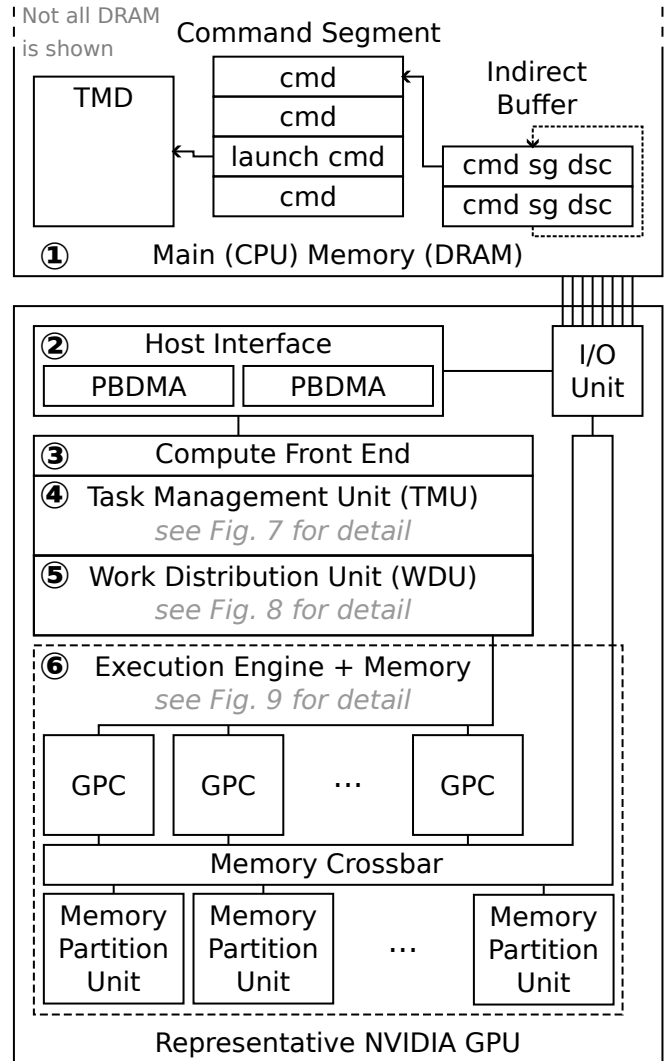 Not all DRAM
is shown
Command Segment
TMD
cmd
cmd
launch cmd
cmd
Indirect
Buffer
cmd sg dsc
cmd sg dsc
① Main (CPU) Memory (DRAM)
② Host Interface
PBDMA PBDMA
I/O
Unit
③ Compute Front End
④ Task Management Unit (TMU)
see Fig. 7 for detail
⑤ Work Distribution Unit (WDU)
see Fig. 8 for detail
⑥ Execution Engine + Memory
see Fig. 9 for detail
GPC GPC ... GPC
Memory Crossbar
Memory
Partition
Unit
Memory
Partition
Unit
...
Memory
Partition
Unit
Representative NVIDIA GPU